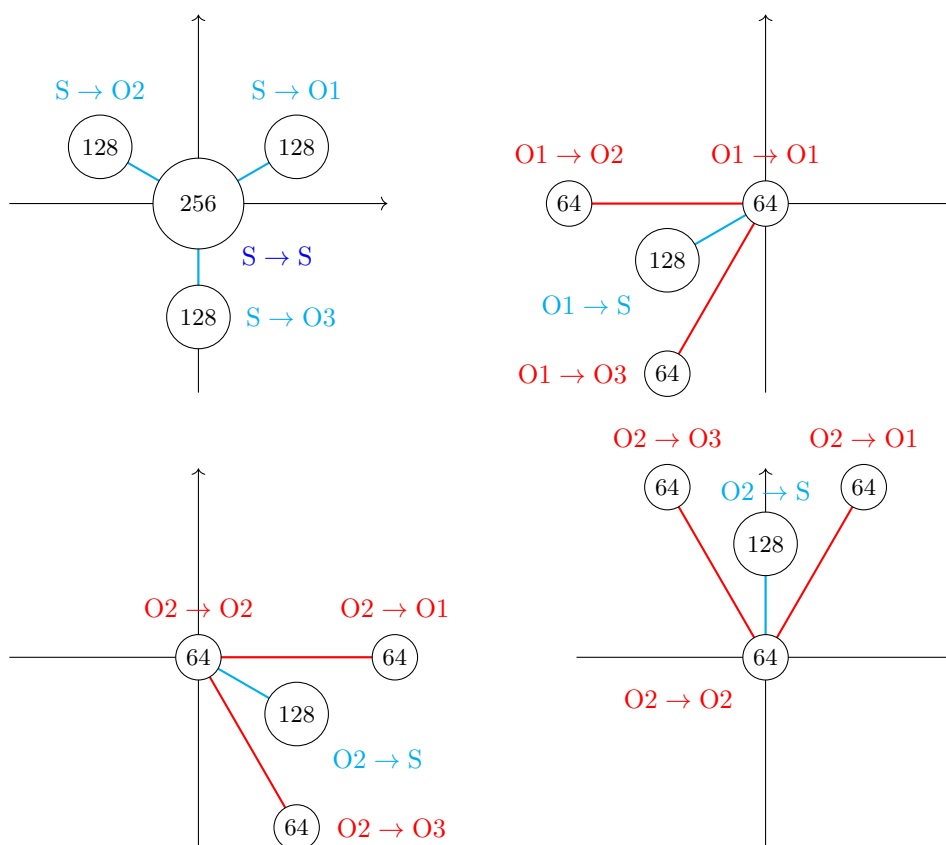 S → O2
S → O1
128
128
256
S → S
128
S → O3
O1 → O2
O1 → O1
64
64
128
O1 → S
O1 → O3
64
O2 → O2
O2 → O1
64
64
128
O2 → S
64
O2 → O3
O2 → O3
O2 → O1
64
O2 → S
64
128
64
O2 → O2